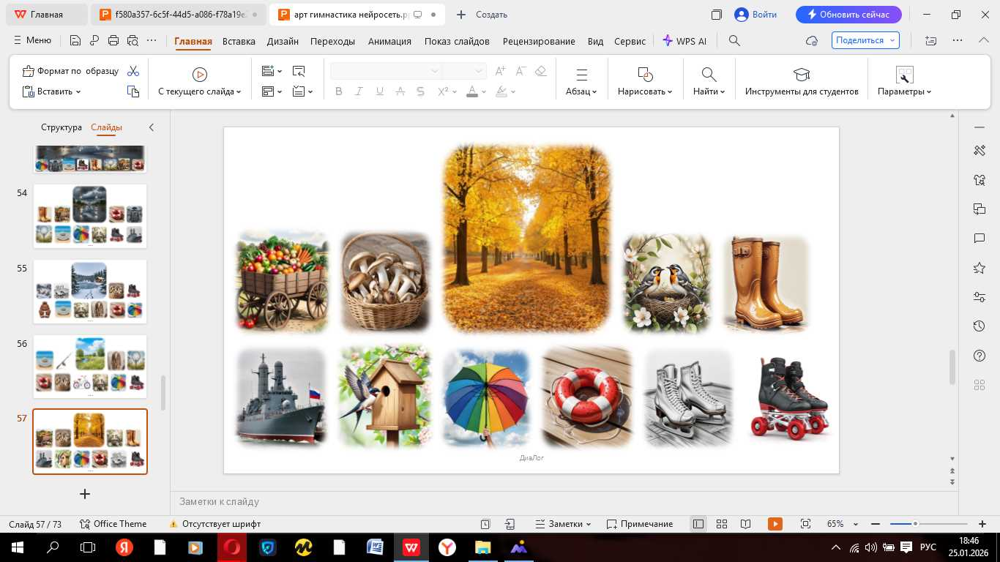 Главная
f580a357-6c5f-44d5-a086-f78a19e
арт гимнастика нейросеть.pp
Создать
Войти
Обновить сейчас
Меню
Главная
Вставка
Дизайн
Переходы
Анимация
Показ слайдов
Рецензирование
Вид
Сервис
WPS AI
Поделиться
Формат по образцу
Вставить
С текущего слайда
Абзац
Нарисовать
Найти
Инструменты для студентов
Параметры
Структура
Слайды
54
55
56
57
ДиаЛог
Заметки к слайду
Слайд 57 / 73
Office Theme
Отсутствует шрифт
Заметки
Примечание
65%
РУС
18:46
25.01.2026